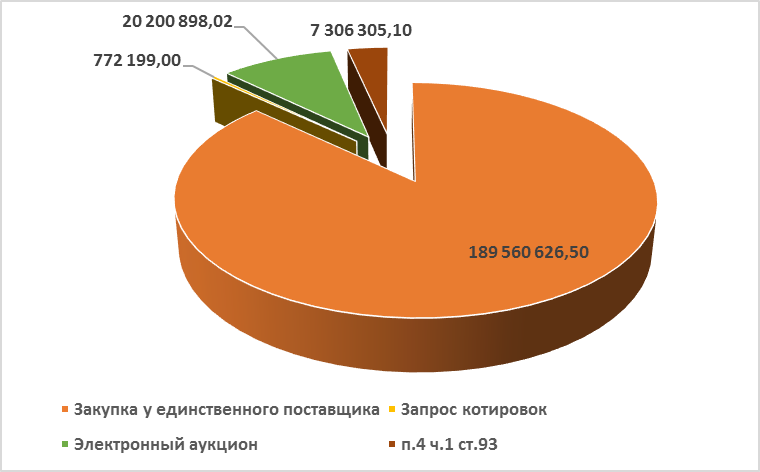 20 200 898,02
7 306 305,10
772 199,00
189 560 626,50
Закупка у единственного поставщика
Запрос котировок
Электронный аукцион
п.4 ч.1 ст.93